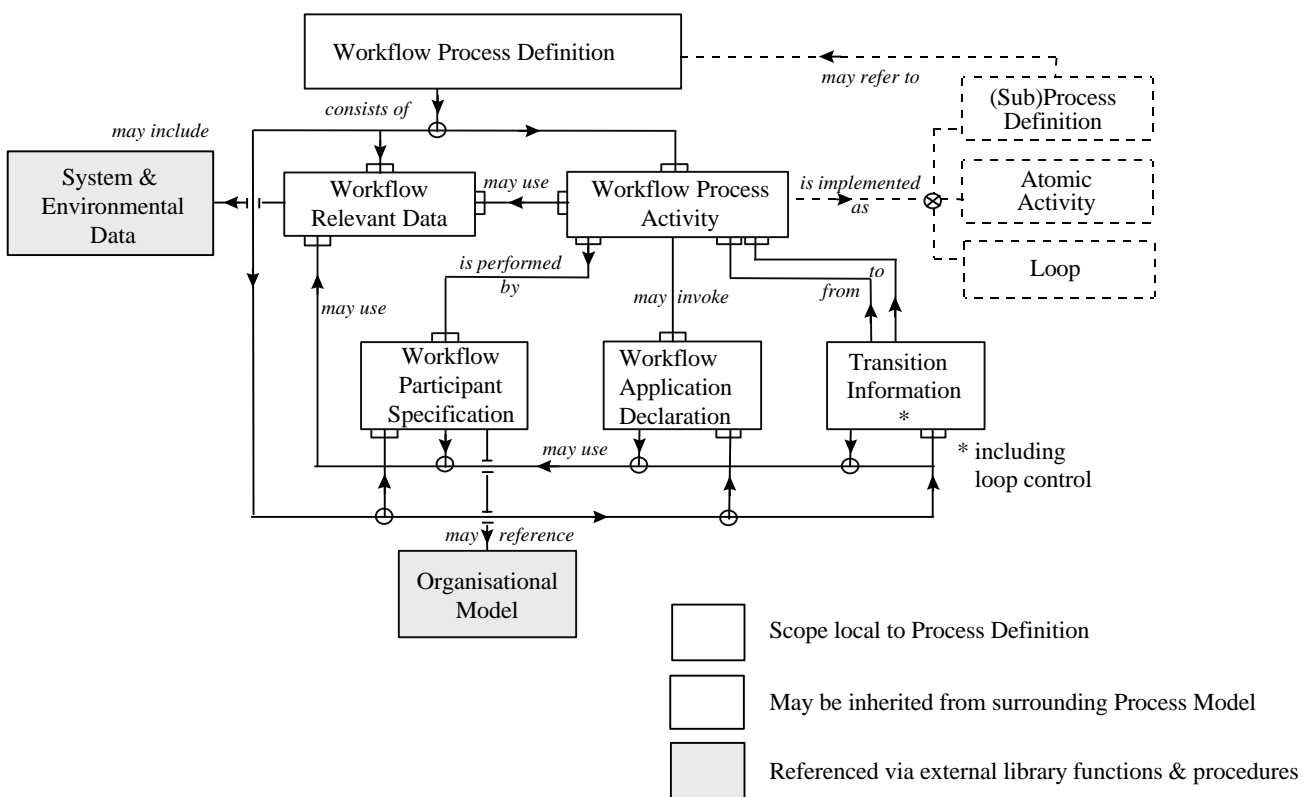 Workflow Process Definition
may refer to
consists of
(Sub)Process
Definition
may include
System &
Environmental
Data
Workflow
Relevant Data
may use
Workflow Process
Activity
is implemented
as
Atomic
Activity
Loop
is performed
by
may invoke
to
from
may use
Workflow
Participant
Specification
Workflow
Application
Declaration
Transition
Information
*
may use
* including
loop control
may reference
Organisational
Model
Scope local to Process Definition
May be inherited from surrounding Process Model
Referenced via external library functions & procedures